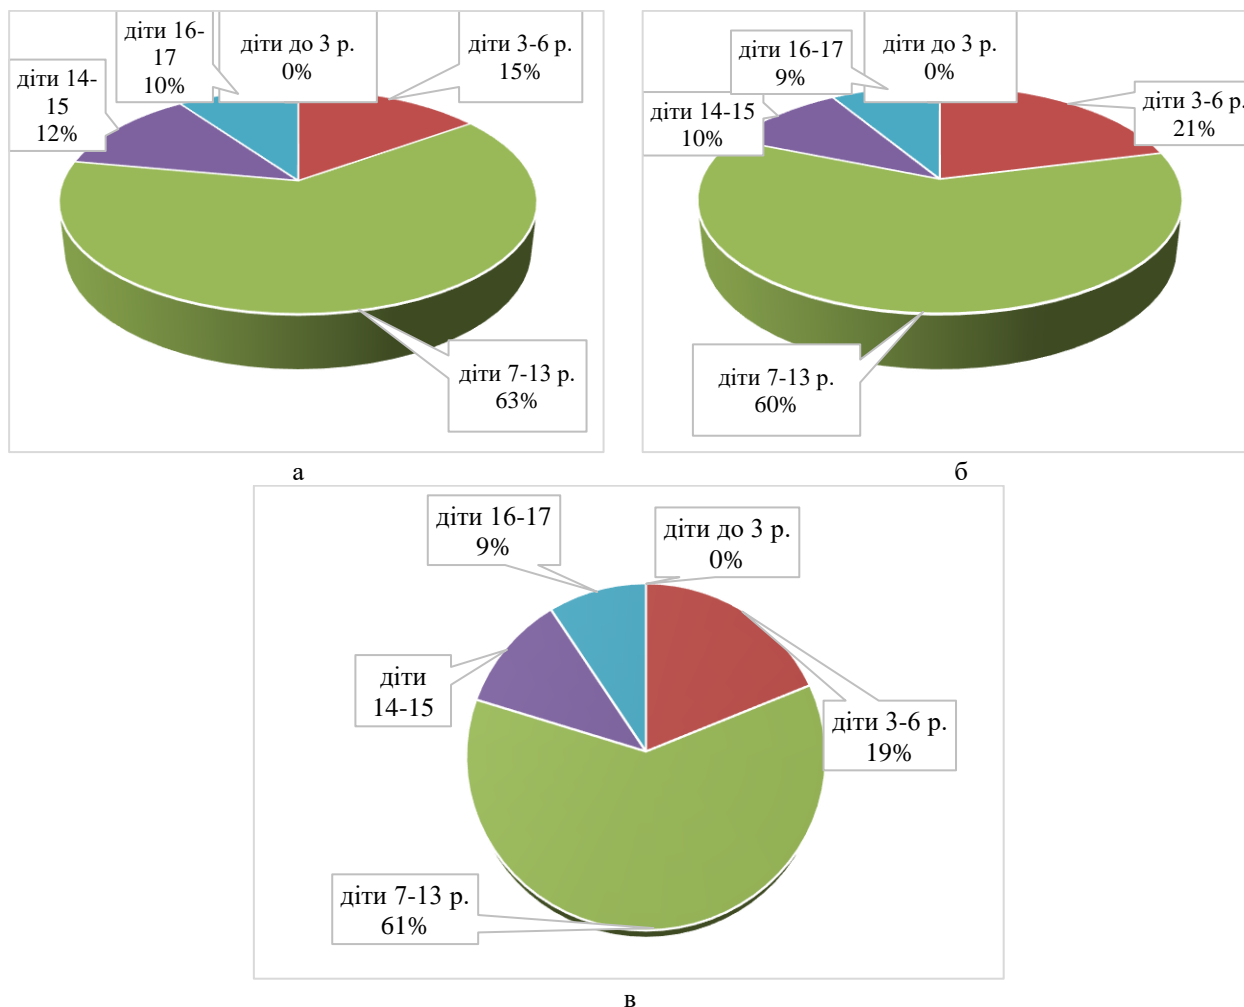 діти 16-
17
10%
діти до 3 р.
0%
діти 3-6 р.
15%
діти 14-
15
12%
діти 7-13 р.
63%
а
діти 16-17
9%
діти до 3 р.
0%
діти 3-6 р.
21%
діти 14-15
10%
діти 7-13 р.
60%
б
діти 16-17
9%
діти до 3 р.
0%
діти
14-15
діти 3-6 р.
19%
діти 7-13 р.
61%
в